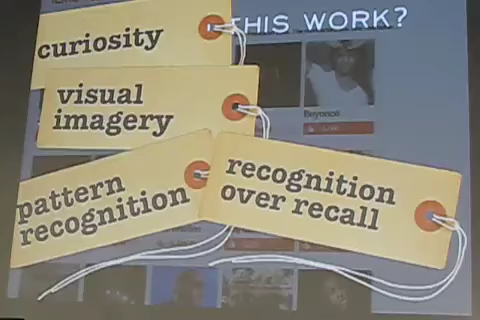 THIS WORK?
curiosity
Beyoncé
visual
imagery
pattern
recognition
recognition
over recall